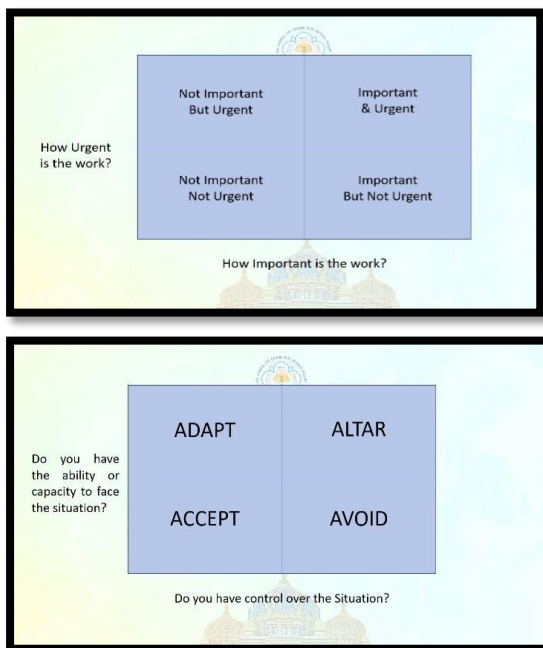 Not Important
But Urgent
Important
& Urgent
How Urgent
is the work?
Not Important
Not Urgent
Important
But Not Urgent
How Important is the work?
ADAPT
ALTAR
Do you have
the ability or
capacity to face
the situation?
ACCEPT
AVOID
Do you have control over the Situation?